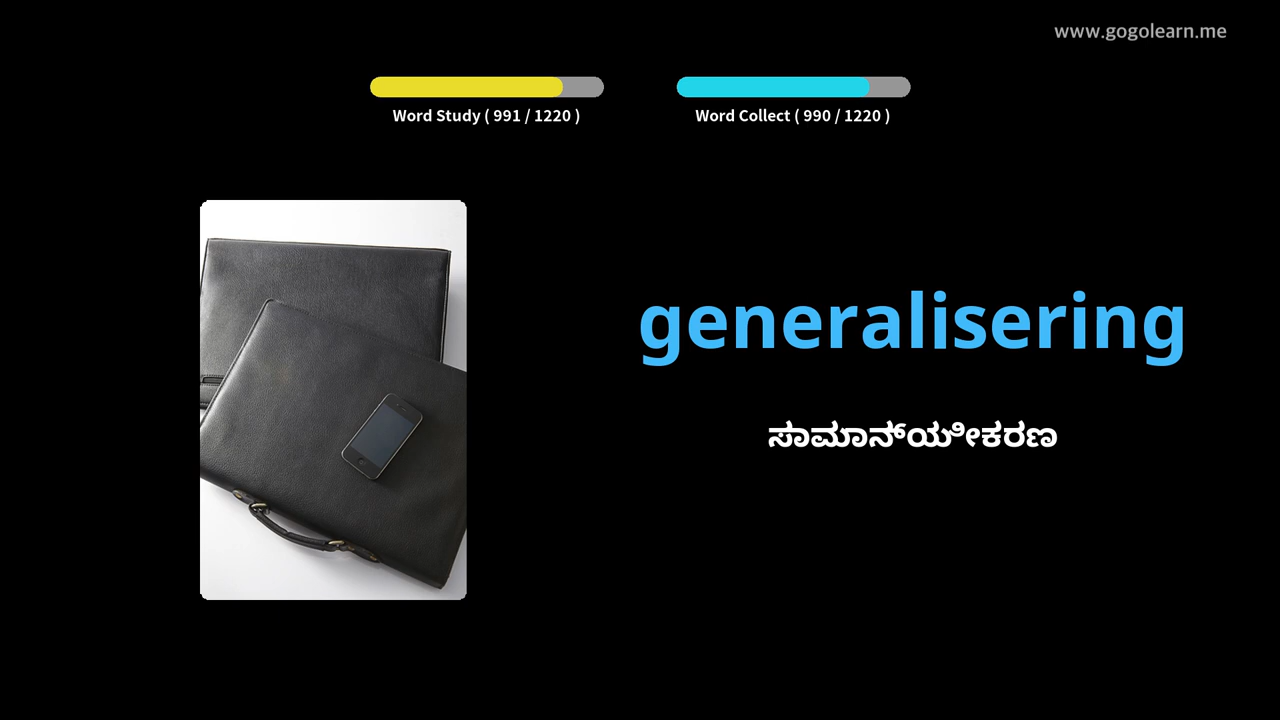 www.gogolearn.me
Word Study ( 991 / 1220 )
Word Collect ( 990 / 1220 )
generalisering
ಸಾಮಾನ್ಯೀಕರಣ